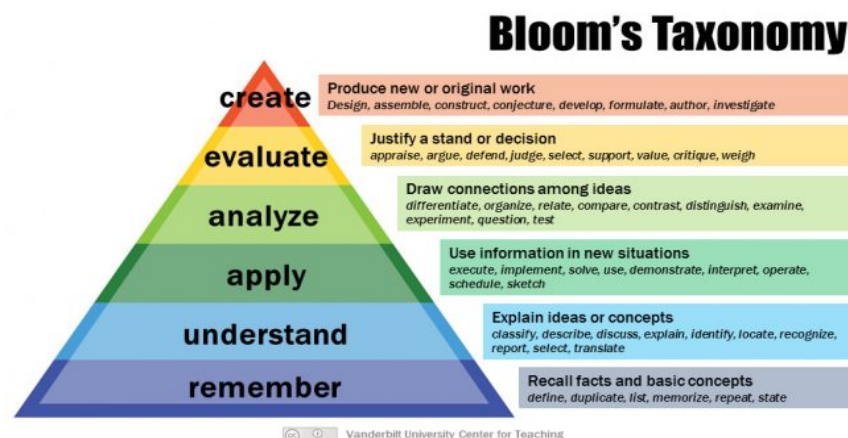 Bloom's Taxonomy
create
Produce new or original work
Design, assemble, construct, conjecture, develop, formulate, author, investigate
evaluate
Justify a stand or decision
appraise, argue, defend, judge, select, support, value, critique, weigh
analyze
Draw connections among ideas
differentiate, organize, relate, compare, contrast, distinguish, examine,
experiment, question, test
apply
Use information in new situations
execute, implement, solve, use, demonstrate, interpret, operate,
schedule, sketch
understand
Explain ideas or concepts
classify, describe, discuss, explain, identify, locate, recognize,
report, select, translate
remember
Recall facts and basic concepts
define, duplicate, list, memorize, repeat, state
cc Vanderbilt University Center for Teaching